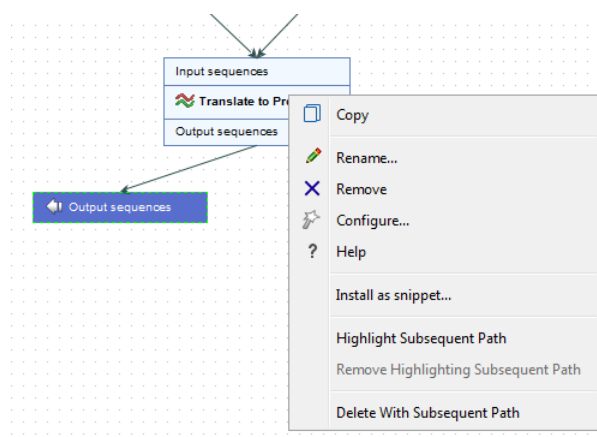 Input sequences
Translate to Pr
Output sequences
Output sequences
Copy
Rename...
Remove
Configure...
Help
Install as snippet...
Highlight Subsequent Path
Remove Highlighting Subsequent Path
Delete With Subsequent Path